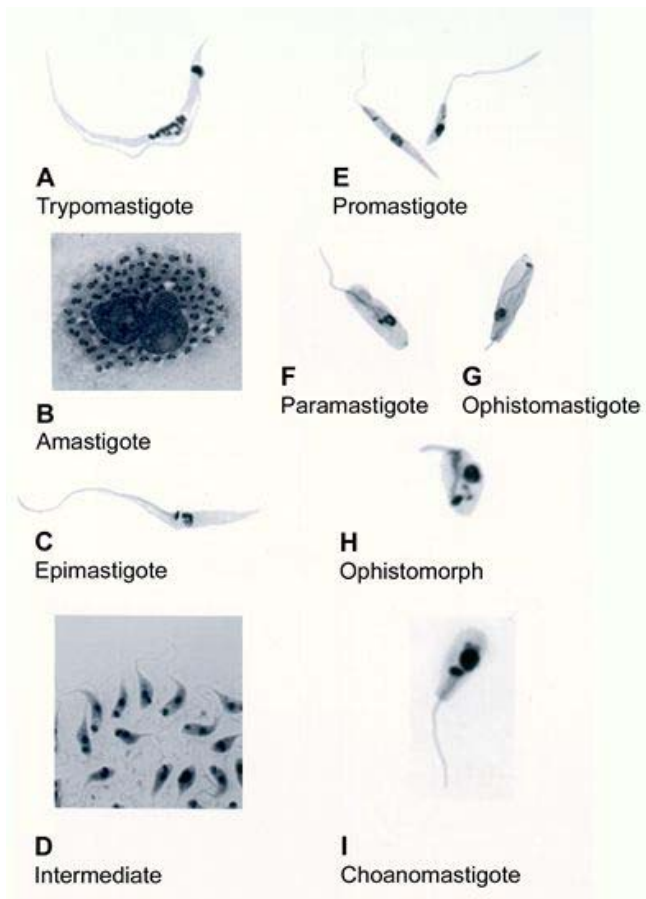 A
Trypomastigote
E
Promastigote
B
Amastigote
F
Paramastigote
G
Ophistomastigote
C
Epimastigote
H
Ophistomorph
D
Intermediate
I
Choanomastigote